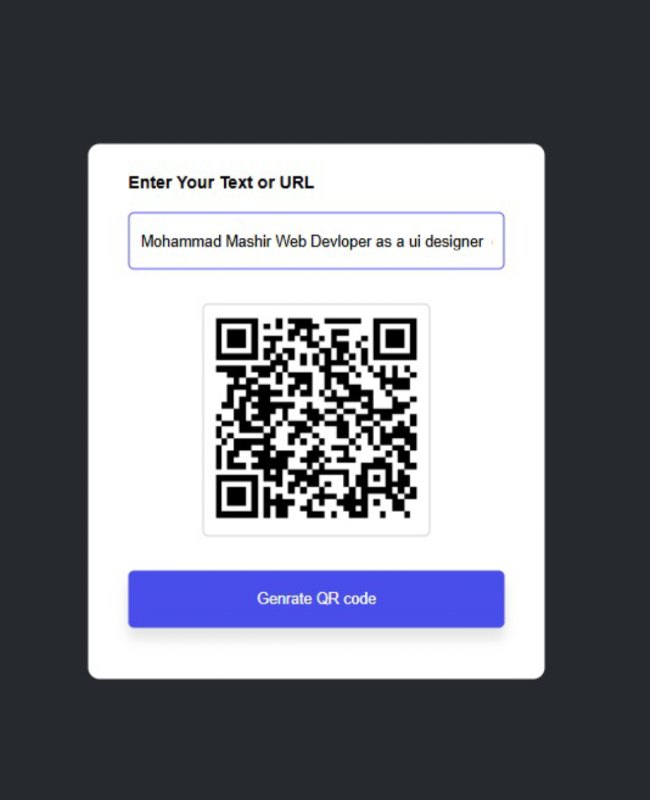 Enter Your Text or URL
Mohammad Mashir Web Devloper as a ui designer
Genrate QR code